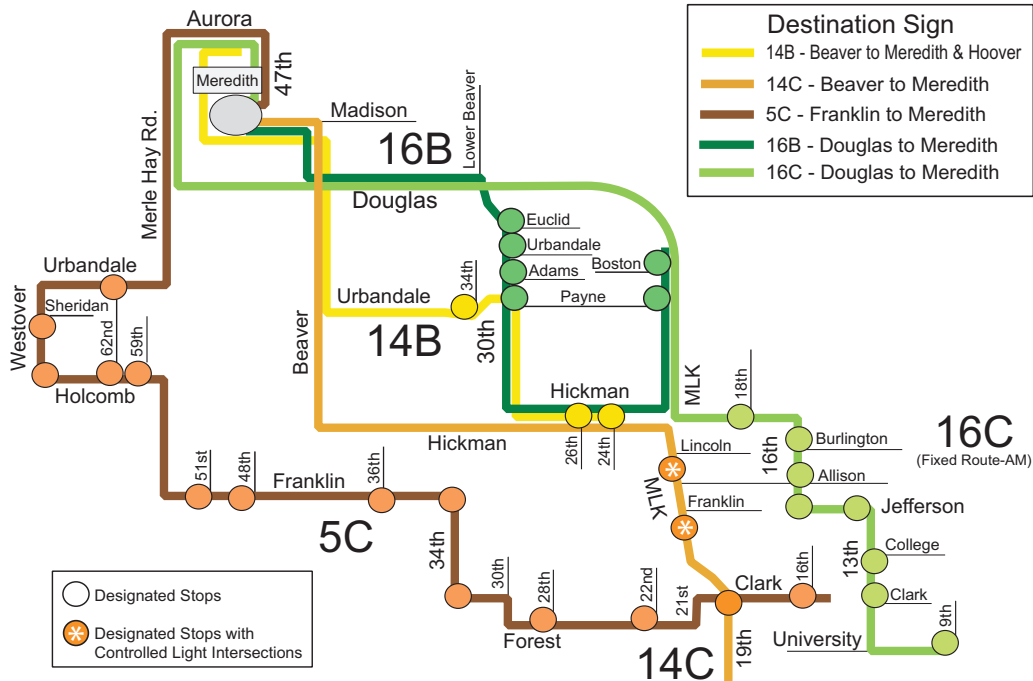 Aurora
Destination Sign
14B - Beaver to Meredith & Hoover
14C - Beaver to Meredith
5C - Franklin to Meredith
16B - Douglas to Meredith
16C - Douglas to Meredith
Meredith
47th
Madison
16B
Lower Beaver
Merle Hay Rd.
Douglas
Euclid
Urbandale
Adams
Boston
Payne
Urbandale
Sheridan
Westover
62nd
59th
Holcomb
Urbandale
34th
14B
30th
Beaver
Hickman
26th
24th
Hickman
MLK
18th
16th
Burlington
Allison
16C
(Fixed Route-AM)
Lincoln
MLK
Franklin
Jefferson
51st
48th
Franklin
36th
5C
34th
30th
28th
22nd
21st
Forest
Clark
16th
14C
19th
13th
College
Clark
9th
University
Designated Stops
Designated Stops with
Controlled Light Intersections